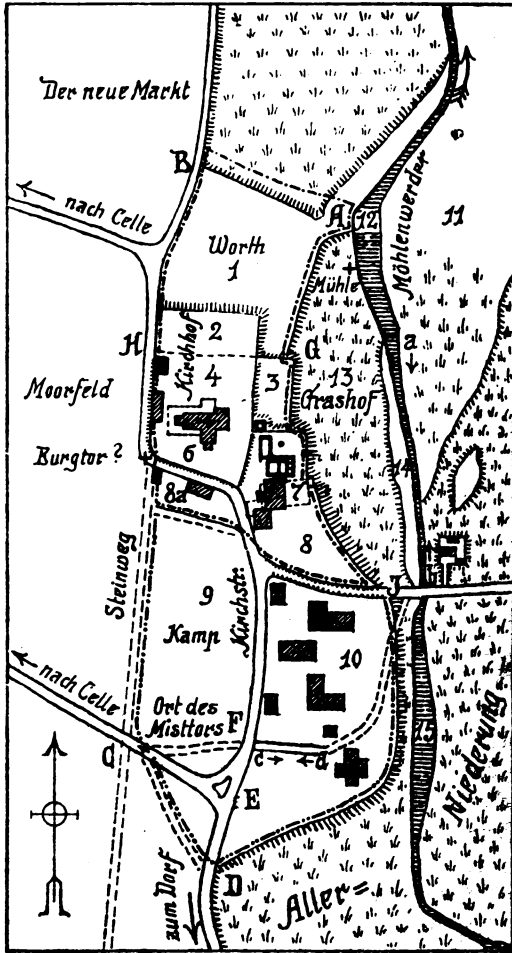 Der neue Markt
B
nach Celle
A
12
Möhlenwerder
11
Worth
1
Mühle
a
H
2
Kirchhof
4
G
3
13
Grashof
Moorfeld
6
Burgtor?
8a
7
14
8
J
Steinweg
9
Kamp
Kirchstr.
10
nach Celle
Ort des
Misttors
F
C
c
d
E
15
Niederung
D
zum Dorf
Aller=